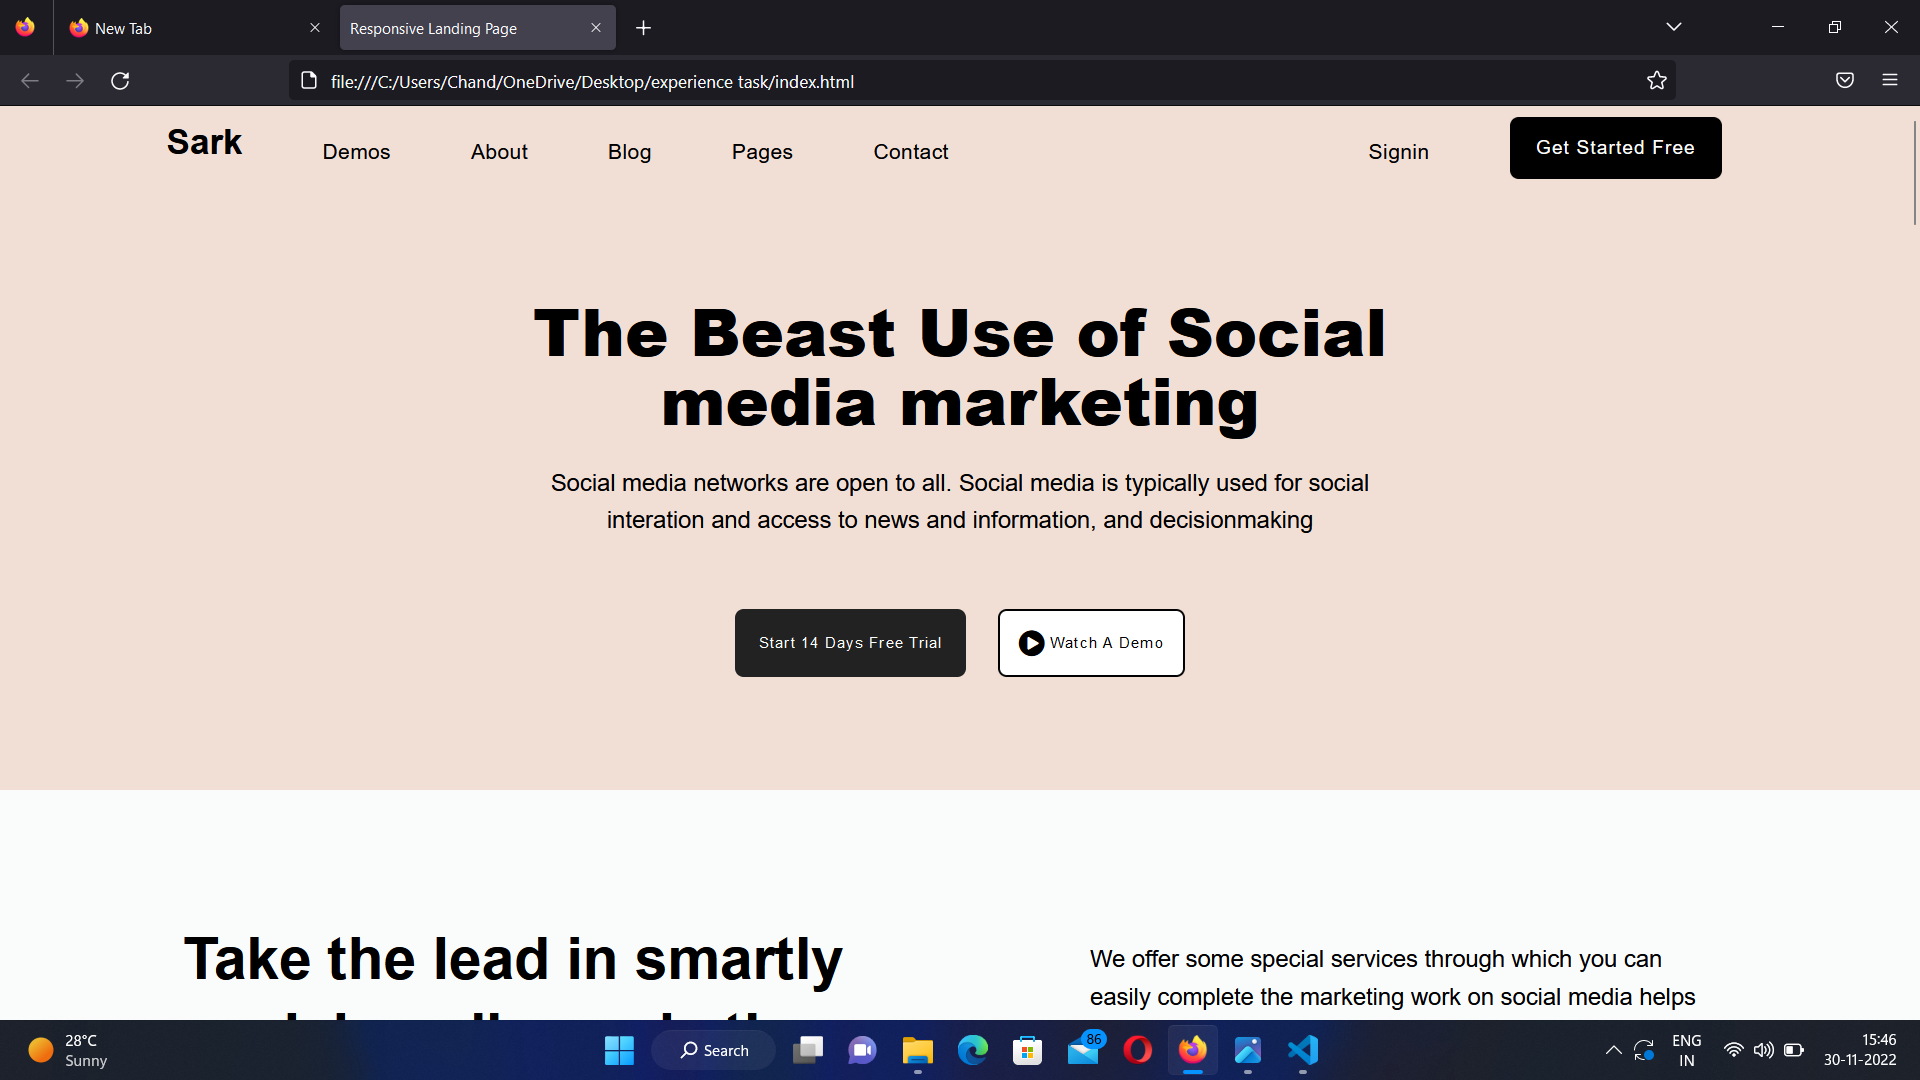 New Tab
Responsive Landing Page
file:///C:/Users/Chand/OneDrive/Desktop/experience task/index.html
Sark
Demos
About
Blog
Pages
Contact
Signin
Get Started Free
The Beast Use of Social
media marketing
Social media networks are open to all. Social media is typically used for social
interation and access to news and information, and decisionmaking
Start 14 Days Free Trial
Watch A Demo
Take the lead in smartly
We offer some special services through which you can
easily complete the marketing work on social media helps
28°C
Sunny
Search
86
ENG
IN
15:46
30-11-2022